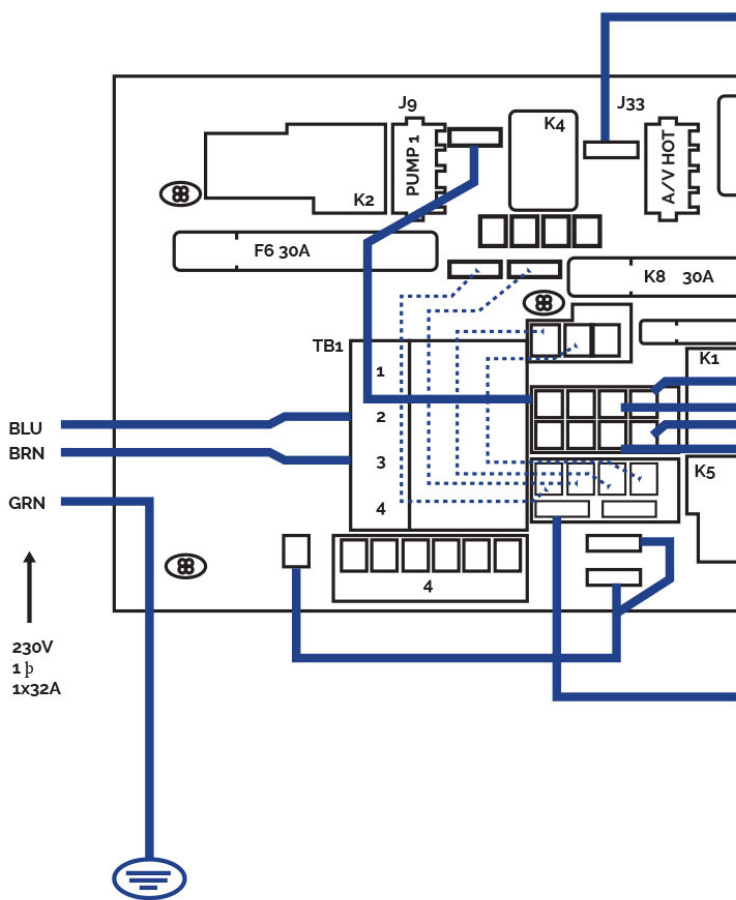 J9
J33
K4
PUMP 1
A/V HOT
K2
F6 30A
K8 30A
TB1
1
K1
2
BLU
BRN
3
K5
GRN
4
4
230V
1 þ
1x32A